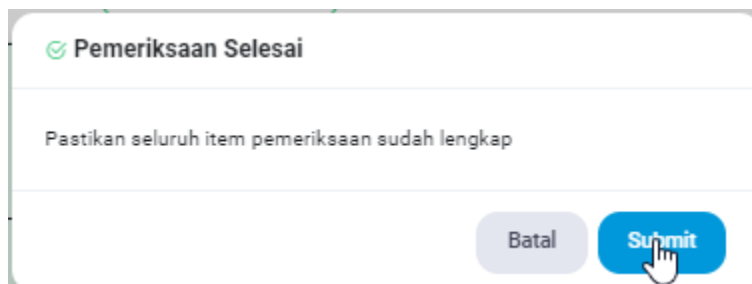 Pemeriksaan Selesai
Pastikan seluruh item pemeriksaan sudah lengkap
Batal
Submit